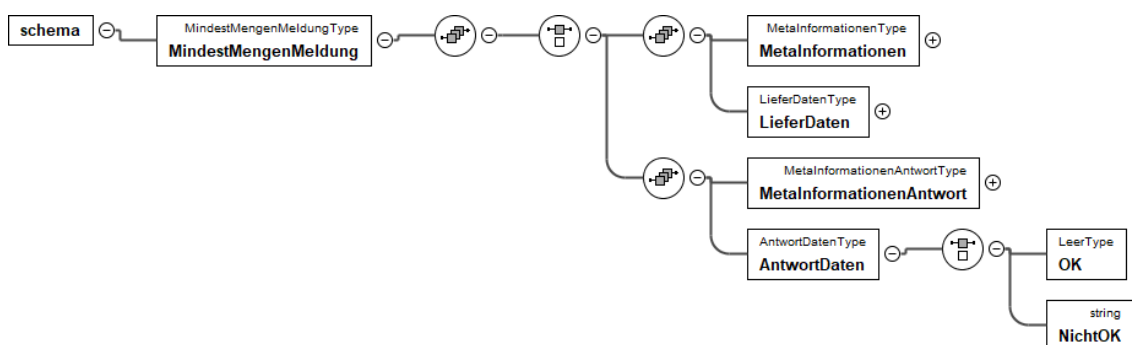 schema
MindestMengenMeldungType
MindestMengenMeldung
MetaInformationenType
MetaInformationen
LieferDatenType
LieferDaten
MetaInformationenAntwortType
MetaInformationenAntwort
AntwortDatenType
AntwortDaten
LeerType
OK
string
NichtOK